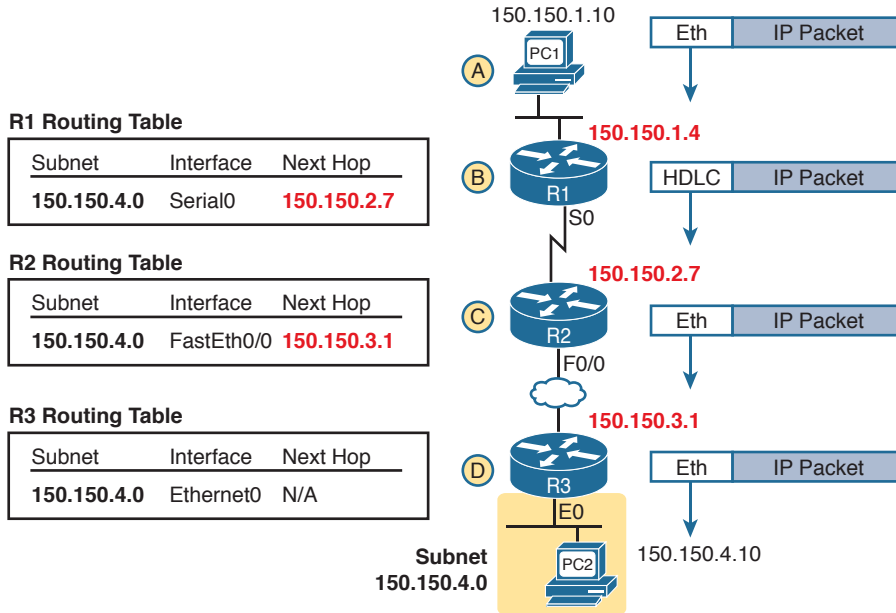 150.150.1.10
Eth IP Packet
PC1
A
R1 Routing Table
150.150.1.4
Subnet Interface Next Hop
150.150.4.0 Serial0 150.150.2.7
B
R1
HDLC IP Packet
S0
R2 Routing Table
150.150.2.7
Subnet Interface Next Hop
150.150.4.0 FastEth0/0 150.150.3.1
C
R2
Eth IP Packet
F0/0
R3 Routing Table
150.150.3.1
Subnet Interface Next Hop
150.150.4.0 Ethernet0 N/A
D
R3
Eth IP Packet
E0
Subnet
150.150.4.0
PC2
150.150.4.10